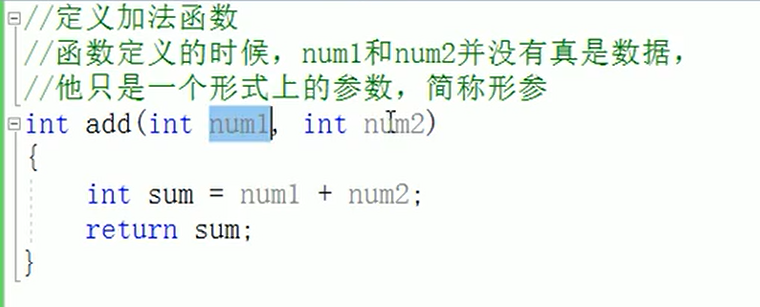 //定义加法函数
//函数定义的时候，num1和num2并没有真是数据，
//他只是一个形式上的参数，简称形参
int add(int num1, int num2)
{
    int sum = num1 + num2;
    return sum;
}